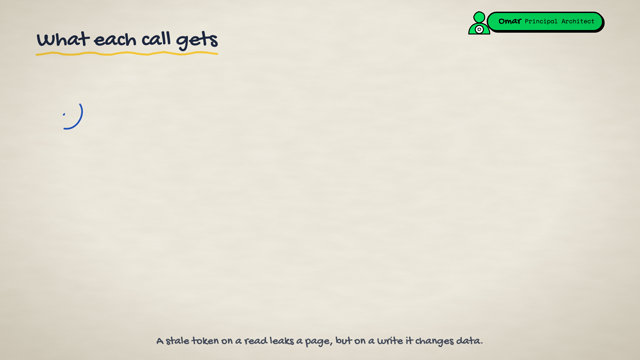 What each call gets
Omar Principal Architect
A stale token on a read leaks a page, but on a write it changes data.